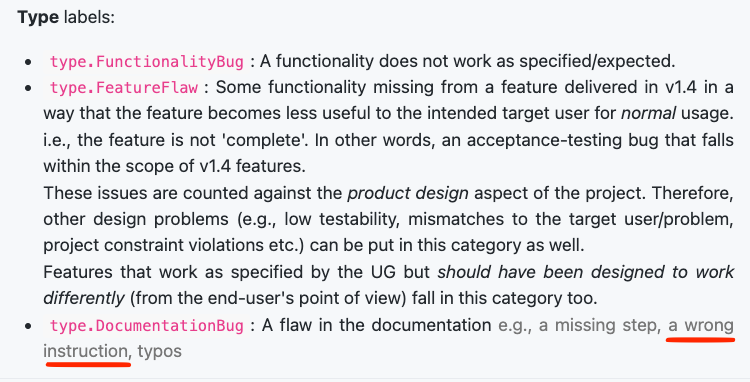 Type labels:
• type.FunctionalityBug : A functionality does not work as specified/expected.
• type.FeatureFlaw : Some functionality missing from a feature delivered in v1.4 in a
way that the feature becomes less useful to the intended target user for normal usage.
i.e., the feature is not 'complete'. In other words, an acceptance-testing bug that falls
within the scope of v1.4 features.
These issues are counted against the product design aspect of the project. Therefore,
other design problems (e.g., low testability, mismatches to the target user/problem,
project constraint violations etc.) can be put in this category as well.
Features that work as specified by the UG but should have been designed to work
differently (from the end-user's point of view) fall in this category too.
• type.DocumentationBug : A flaw in the documentation e.g., a missing step, a wrong
instruction, typos